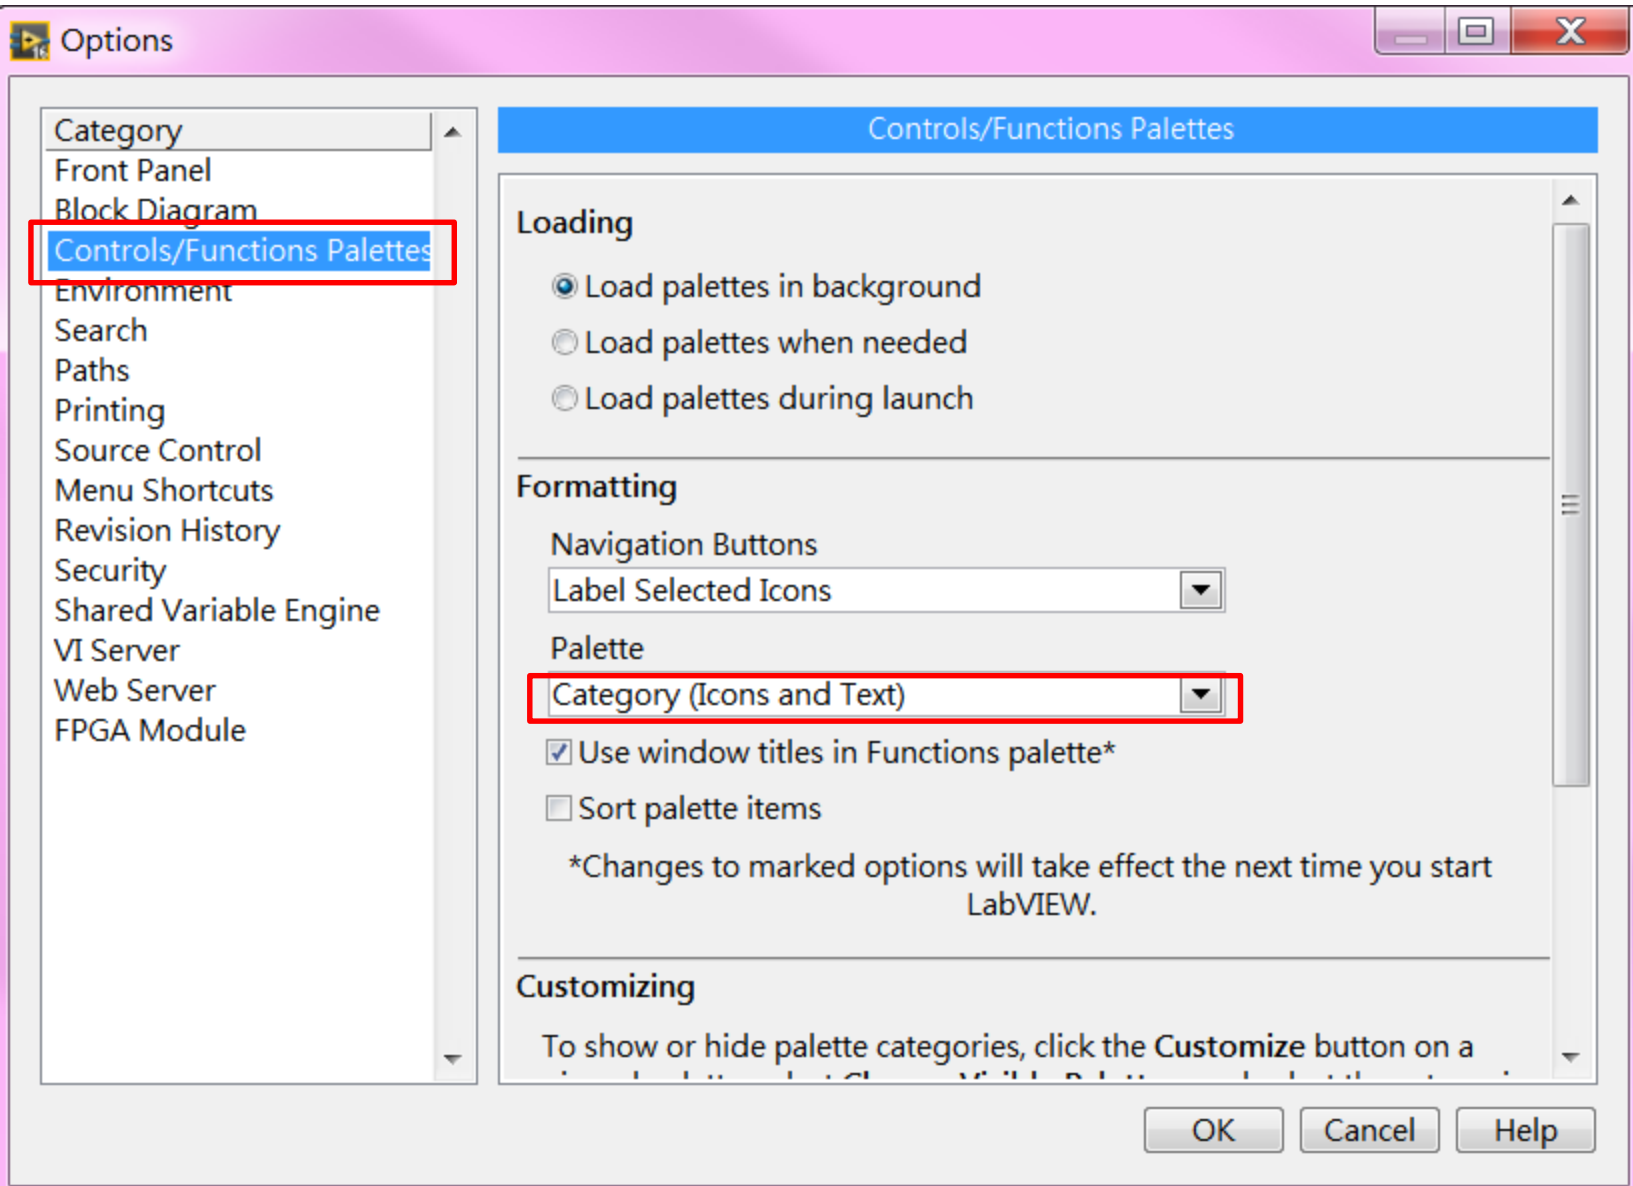 Options
Category
Front Panel
Block Diagram
Controls/Functions Palettes
Environment
Search
Paths
Printing
Source Control
Menu Shortcuts
Revision History
Security
Shared Variable Engine
VI Server
Web Server
FPGA Module
Controls/Functions Palettes
Loading
Load palettes in background
Load palettes when needed
Load palettes during launch
Formatting
Navigation Buttons
Label Selected Icons
Palette
Category (Icons and Text)
Use window titles in Functions palette*
Sort palette items
*Changes to marked options will take effect the next time you start
LabVIEW.
Customizing
To show or hide palette categories, click the Customize button on a
OK
Cancel
Help